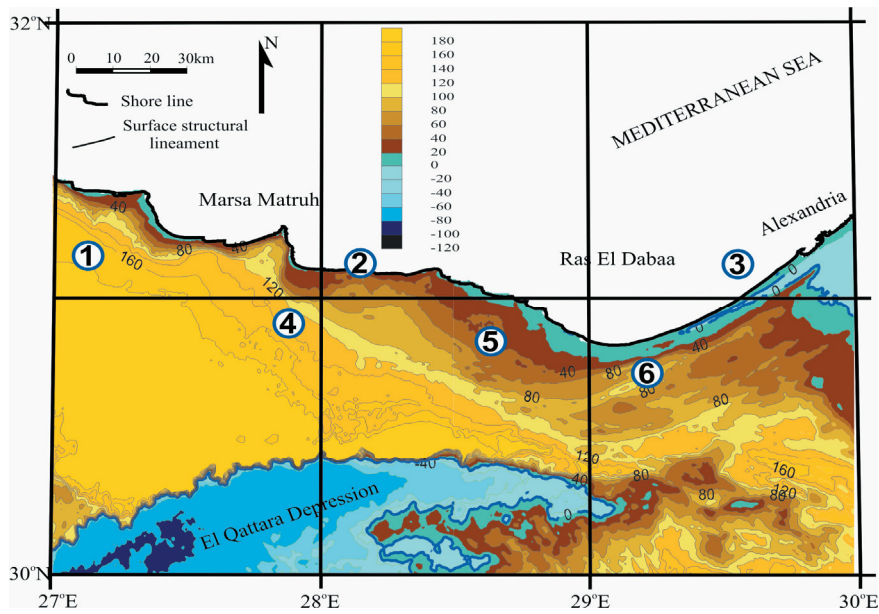 32°N
0 10 20 30km
N
Shore line
Surface structural
lineament
180
160
140
120
100
80
60
40
20
0
-20
-40
-60
-80
-100
-120
MEDITERRANEAN SEA
Marsa Matruh
Alexandria
Ras El Dabaa
40
80
40
1
160
2
3
0
120
0
4
5
0
40
40
6
80
80
80
80
120
160
-40
40
80
120
80
80
El Qattara Depression
0
30°N
27°E
28°E
29°E
30°E